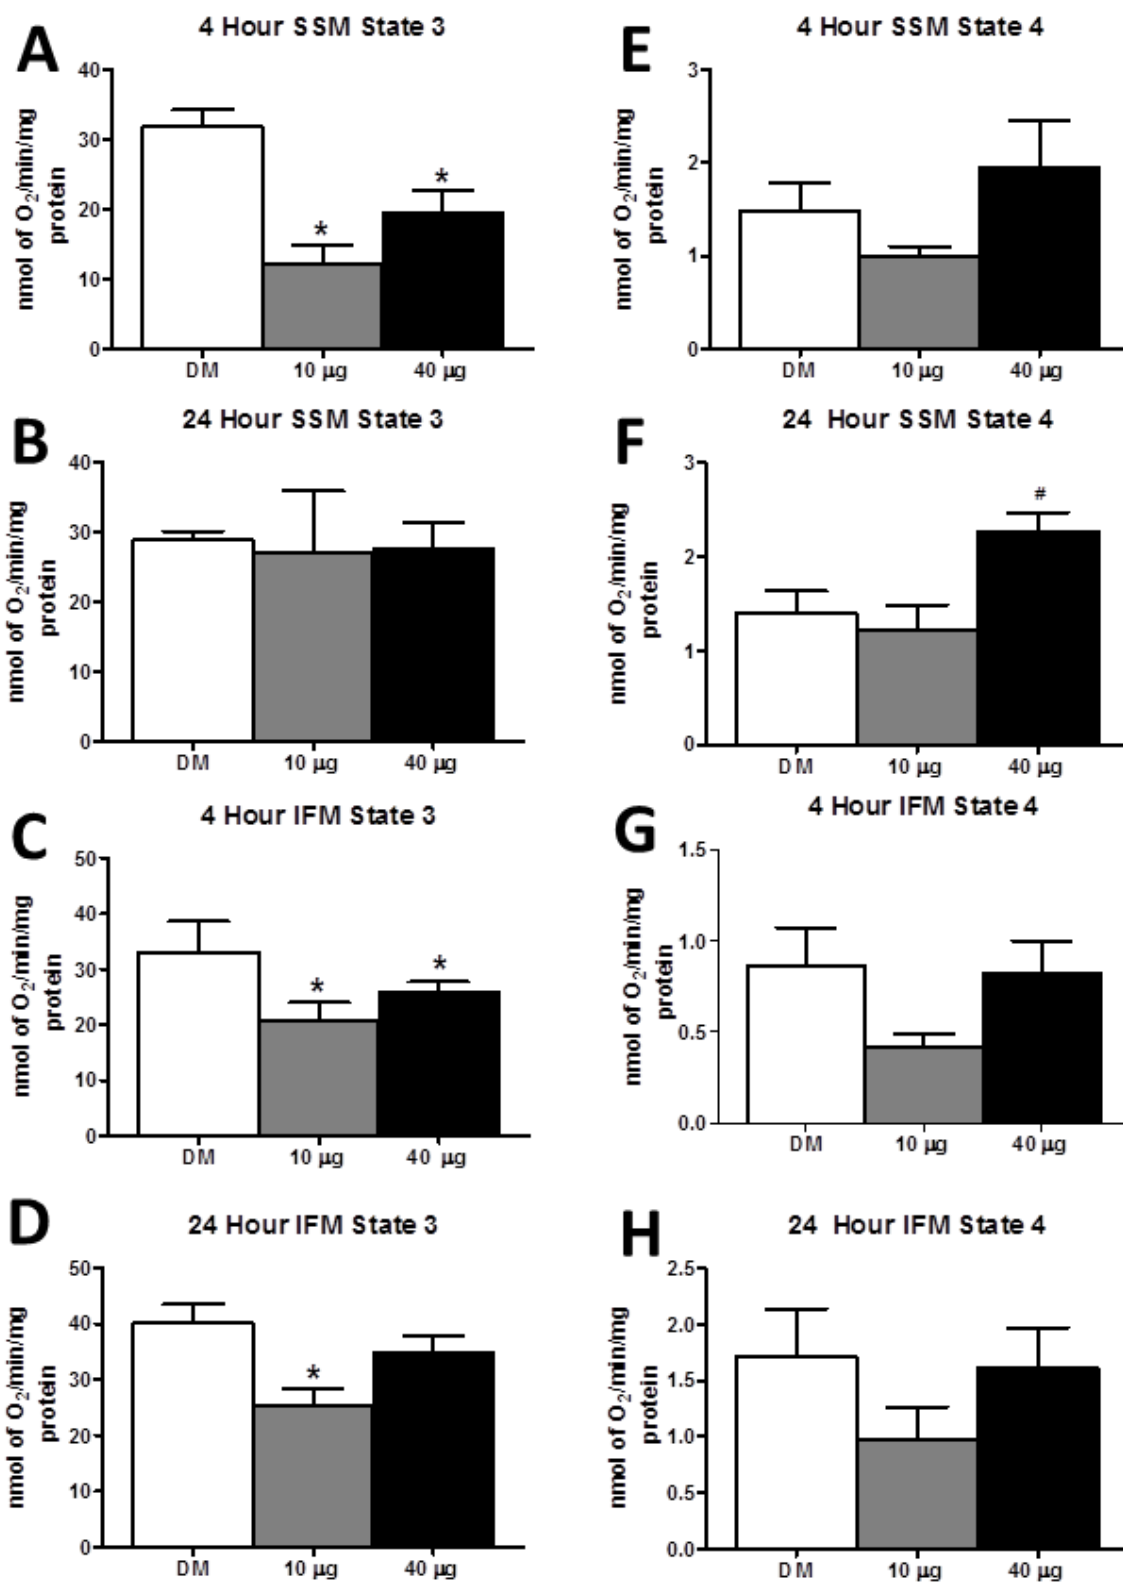 A
4 Hour SSM State 3
nmol of O₂/min/mg
protein
40
30
20
10
0
*
*
DM
10 µg
40 µg
E
4 Hour SSM State 4
nmol of O₂/min/mg
protein
3
2
1
0
DM
10 µg
40 µg
B
24 Hour SSM State 3
nmol of O₂/min/mg
protein
40
30
20
10
0
DM
10 µg
40 µg
F
24 Hour SSM State 4
nmol of O₂/min/mg
protein
3
2
1
0
#
DM
10 µg
40 µg
C
4 Hour IFM State 3
nmol of O₂/min/mg
protein
50
40
30
20
10
0
*
*
DM
10 µg
40 µg
G
4 Hour IFM State 4
nmol of O₂/min/mg
protein
1.5
1.0
0.5
0.0
DM
10 µg
40 µg
D
24 Hour IFM State 3
nmol of O₂/min/mg
protein
50
40
30
20
10
0
*
DM
10 µg
40 µg
H
24 Hour IFM State 4
nmol of O₂/min/mg
protein
2.5
2.0
1.5
1.0
0.5
0.0
DM
10 µg
40 µg